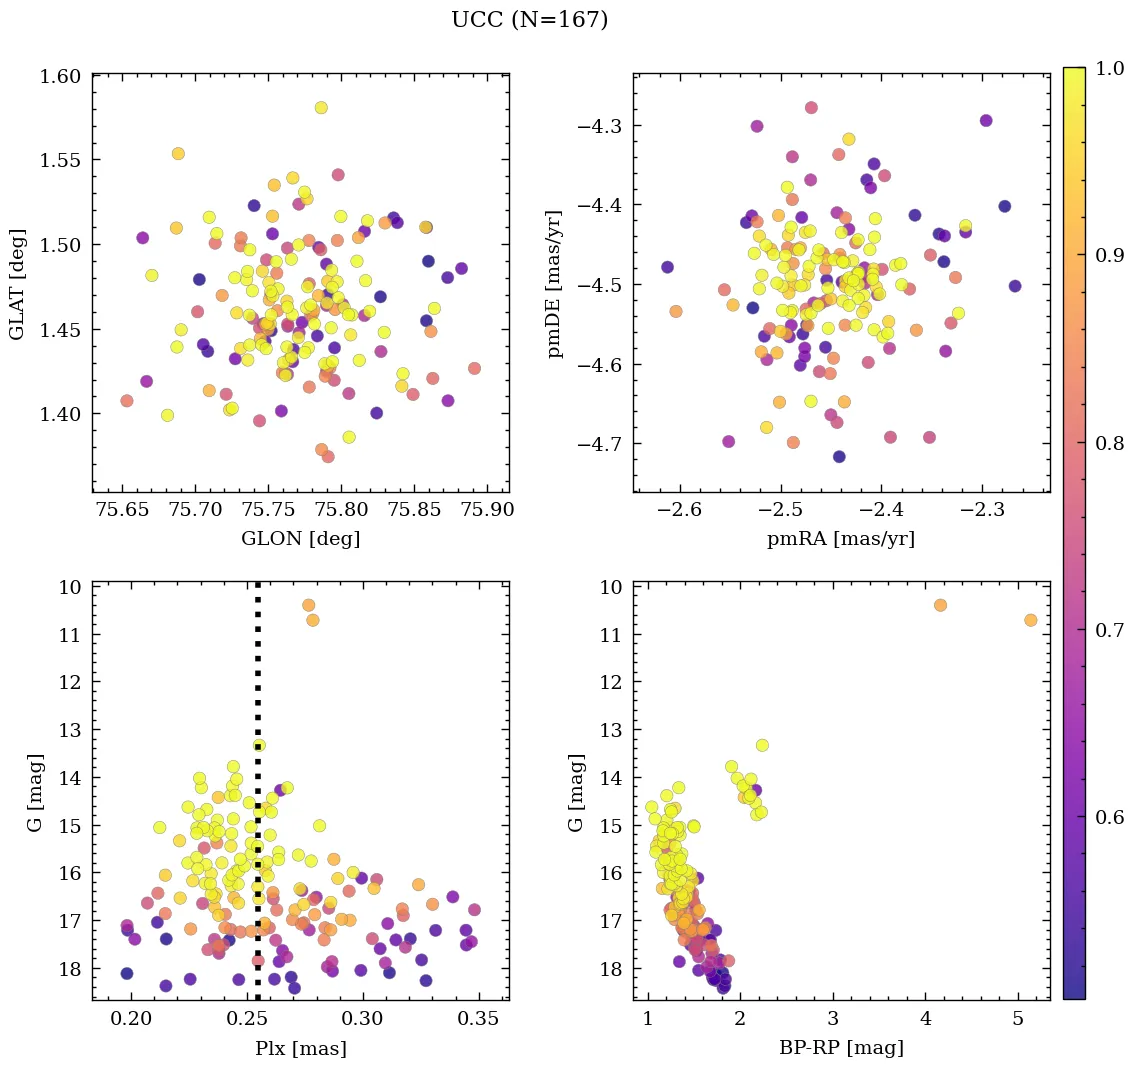 UCC (N=167)
1.60
1.55
1.50
1.45
1.40
GLAT [deg]
75.65 75.70 75.75 75.80 75.85 75.90
GLON [deg]
−4.3
−4.4
−4.5
−4.6
−4.7
pmDE [mas/yr]
−2.6 −2.5 −2.4 −2.3
pmRA [mas/yr]
1.0
0.9
0.8
0.7
0.6
10
11
12
13
14
15
16
17
18
G [mag]
0.20 0.25 0.30 0.35
Plx [mas]
10
11
12
13
14
15
16
17
18
G [mag]
1 2 3 4 5
BP-RP [mag]